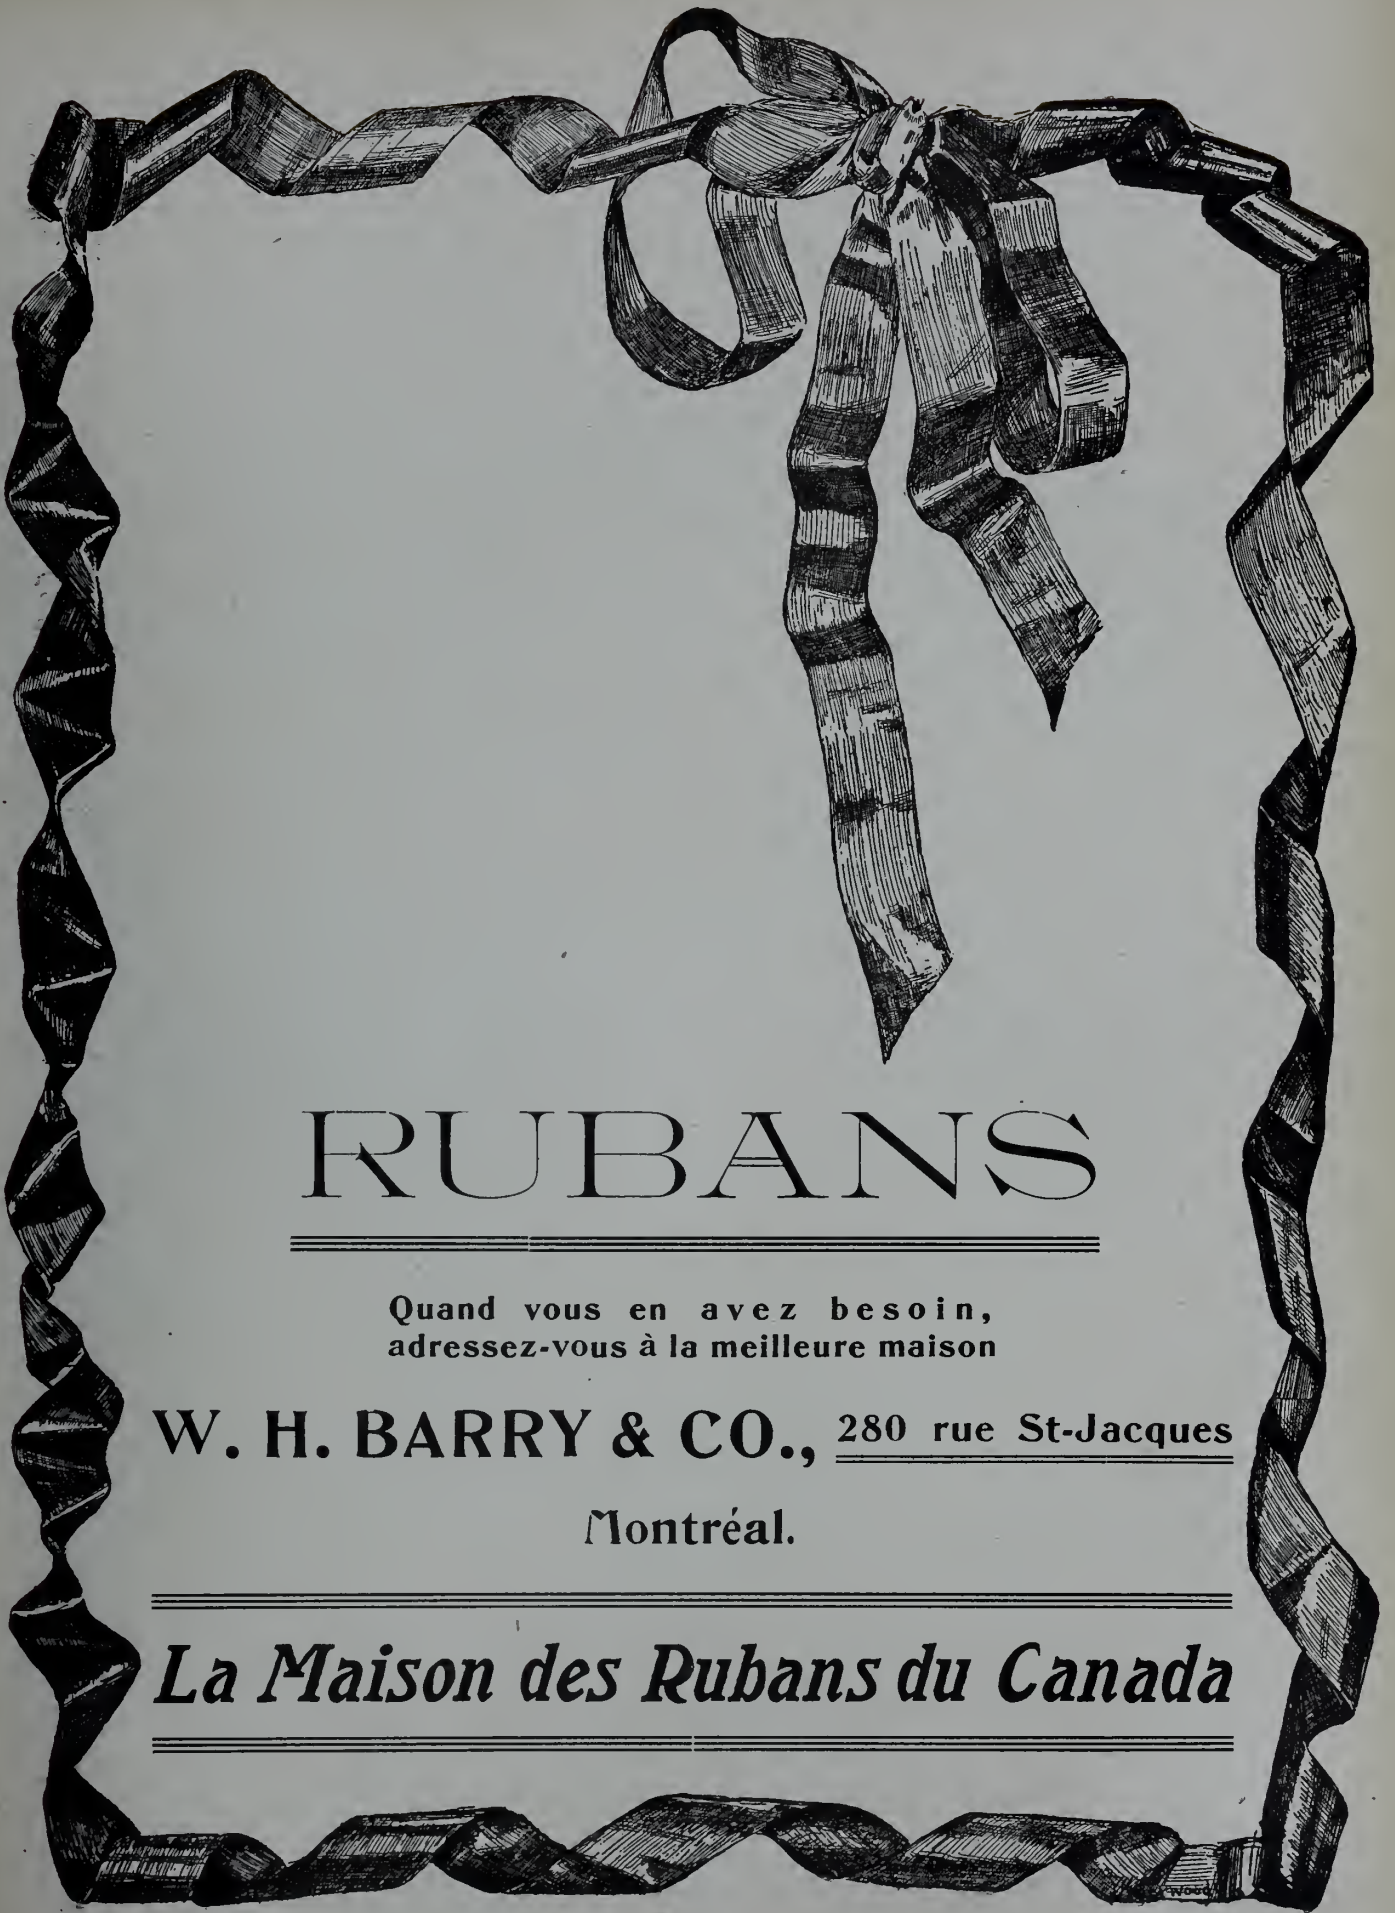 RUBANS
Quand vous en avez besoin,
adressez-vous à la meilleure maison
W. H. BARRY & CO., 280 rue St-Jacques
Montréal.
La Maison des Rubans du Canada